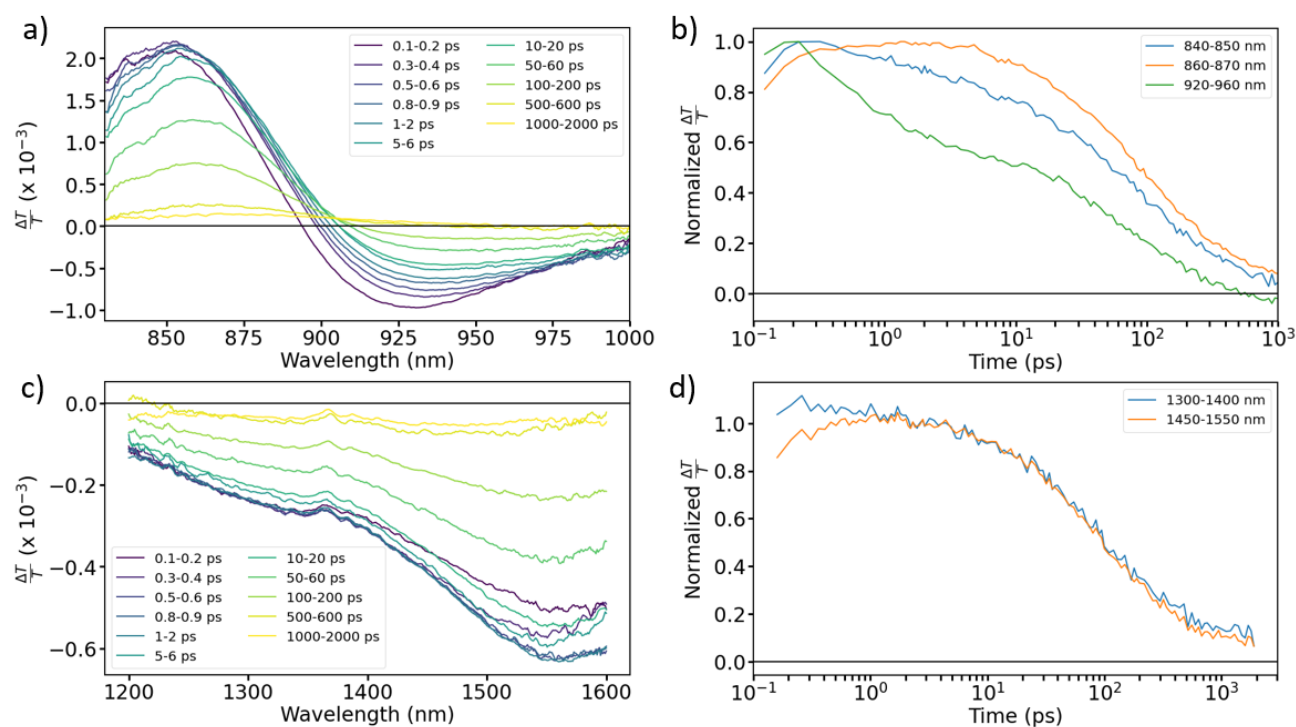 a)
ΔT/T (x 10⁻³)
2.0
1.5
1.0
0.5
0.0
−0.5
−1.0
0.1-0.2 ps
0.3-0.4 ps
0.5-0.6 ps
0.8-0.9 ps
1-2 ps
5-6 ps
10-20 ps
50-60 ps
100-200 ps
500-600 ps
1000-2000 ps
850 875 900 925 950 975 1000
Wavelength (nm)
b)
Normalized ΔT/T
1.0
0.8
0.6
0.4
0.2
0.0
840-850 nm
860-870 nm
920-960 nm
10⁻¹ 10⁰ 10¹ 10² 10³
Time (ps)
c)
ΔT/T (x 10⁻³)
0.0
−0.2
−0.4
−0.6
0.1-0.2 ps
0.3-0.4 ps
0.5-0.6 ps
0.8-0.9 ps
1-2 ps
5-6 ps
10-20 ps
50-60 ps
100-200 ps
500-600 ps
1000-2000 ps
1200 1300 1400 1500 1600
Wavelength (nm)
d)
Normalized ΔT/T
1.0
0.8
0.6
0.4
0.2
0.0
1300-1400 nm
1450-1550 nm
10⁻¹ 10⁰ 10¹ 10² 10³
Time (ps)